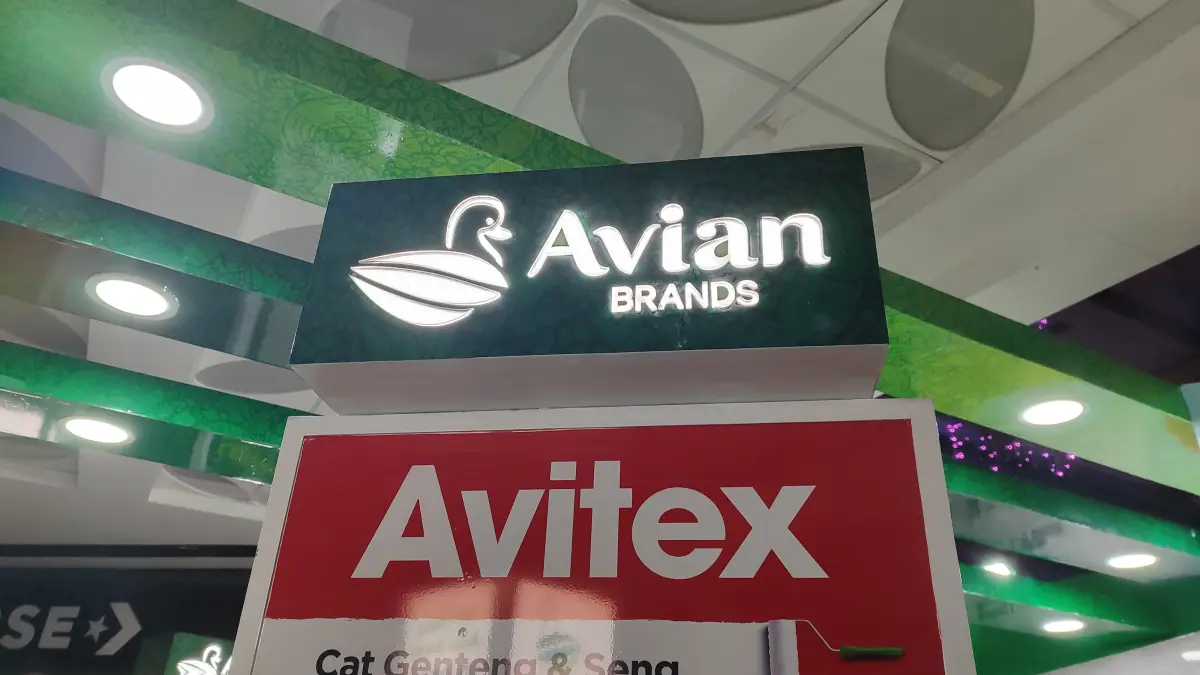 Avian
BRANDS
Avitex
Cat Genteng & Seng